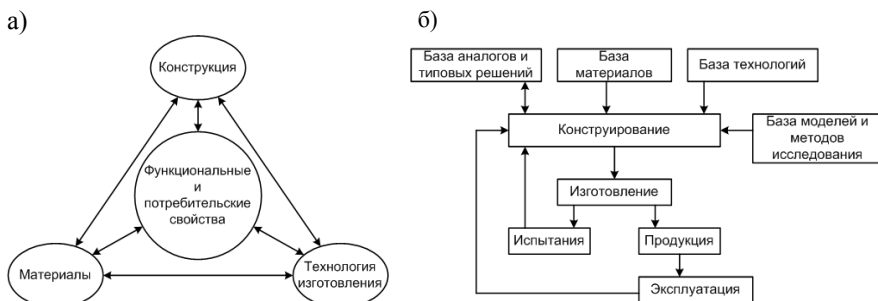 а)
Конструкция
Функциональные
и
потребительские
свойства
Материалы
Технология
изготовления
б)
База аналогов и
типовых решений
База
материалов
База технологий
Конструирование
База моделей и
методов
исследования
Изготовление
Испытания
Продукция
Эксплуатация